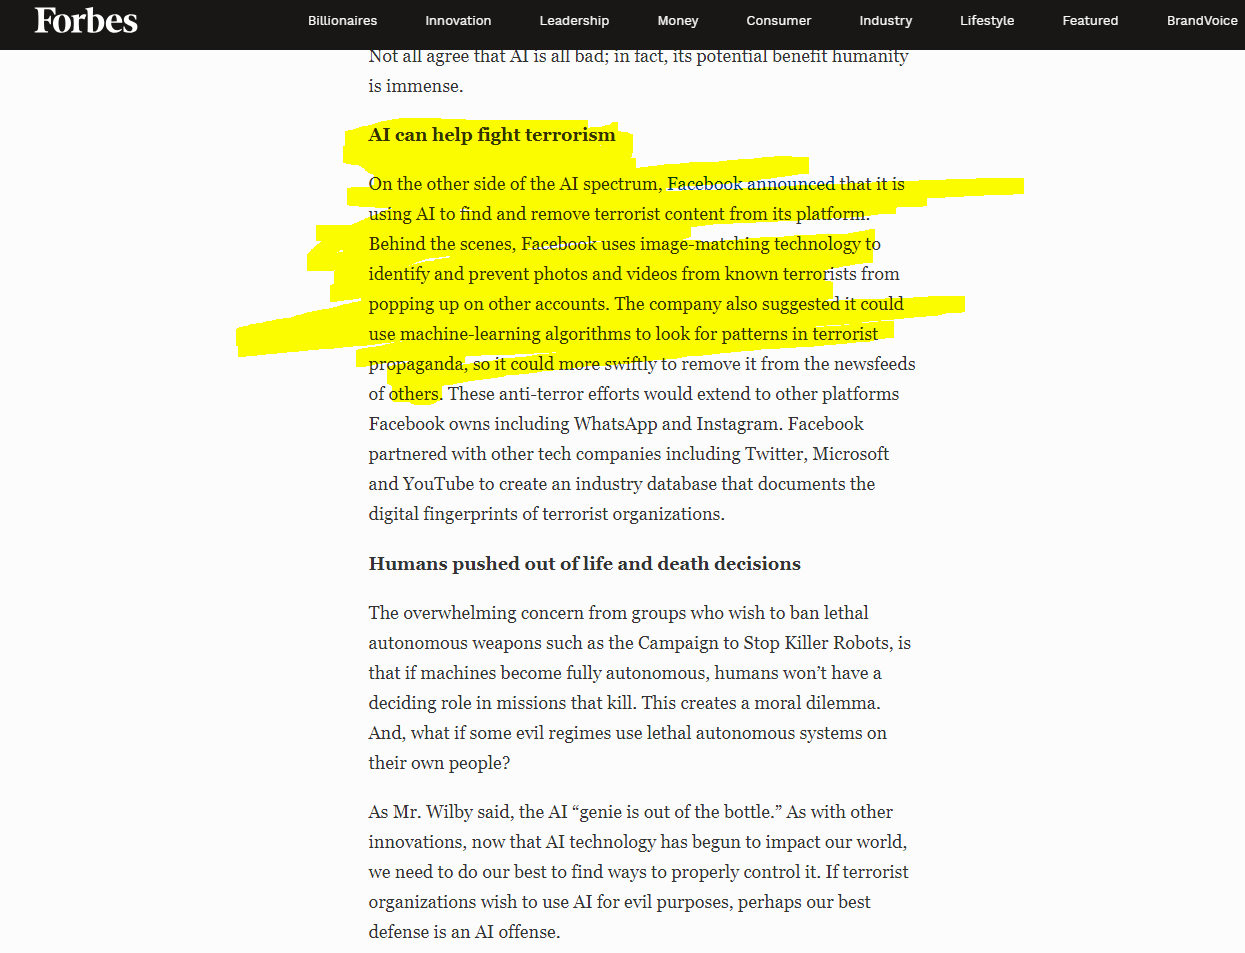 Forbes
Billionaires Innovation Leadership Money Consumer Industry Lifestyle Featured BrandVoice
Not all agree that AI is all bad; in fact, its potential benefit humanity
is immense.
AI can help fight terrorism
On the other side of the AI spectrum, Facebook announced that it is
using AI to find and remove terrorist content from its platform.
Behind the scenes, Facebook uses image-matching technology to
identify and prevent photos and videos from known terrorists from
popping up on other accounts. The company also suggested it could
use machine-learning algorithms to look for patterns in terrorist
propaganda, so it could more swiftly to remove it from the newsfeeds
of others. These anti-terror efforts would extend to other platforms
Facebook owns including WhatsApp and Instagram. Facebook
partnered with other tech companies including Twitter, Microsoft
and YouTube to create an industry database that documents the
digital fingerprints of terrorist organizations.
Humans pushed out of life and death decisions
The overwhelming concern from groups who wish to ban lethal
autonomous weapons such as the Campaign to Stop Killer Robots, is
that if machines become fully autonomous, humans won’t have a
deciding role in missions that kill. This creates a moral dilemma.
And, what if some evil regimes use lethal autonomous systems on
their own people?
As Mr. Wilby said, the AI “genie is out of the bottle.” As with other
innovations, now that AI technology has begun to impact our world,
we need to do our best to find ways to properly control it. If terrorist
organizations wish to use AI for evil purposes, perhaps our best
defense is an AI offense.